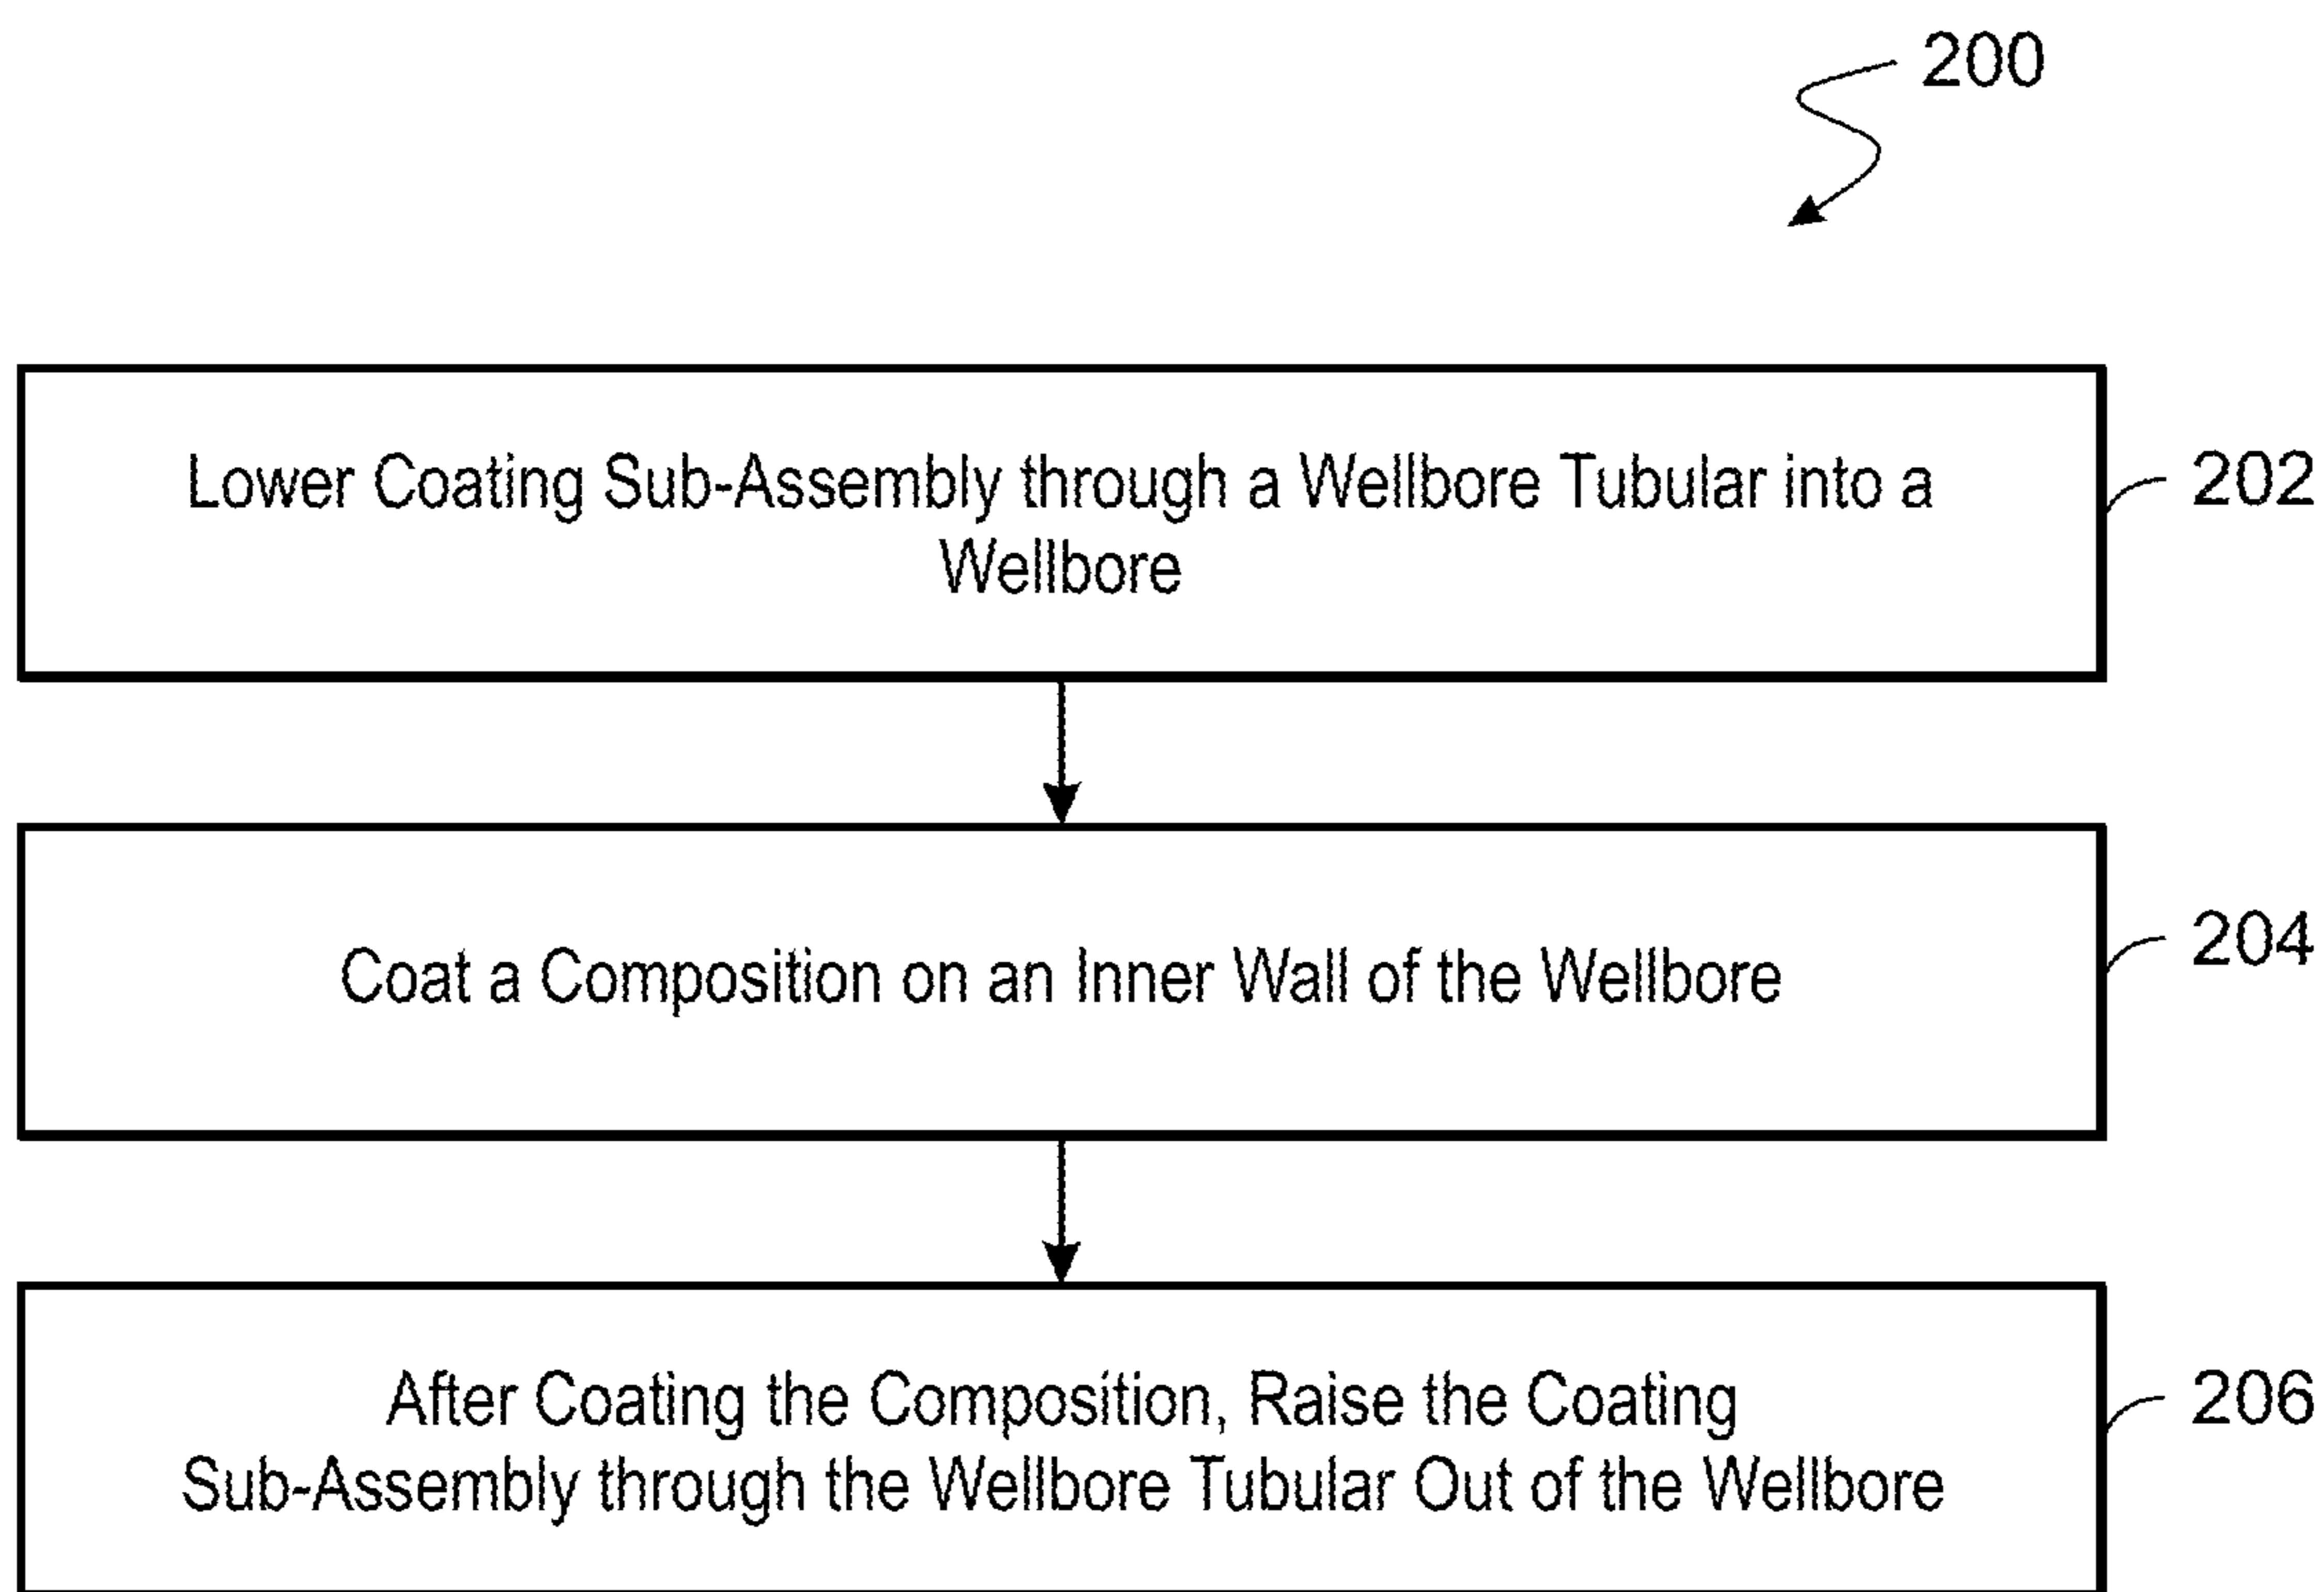 200
Lower Coating Sub-Assembly through a Wellbore Tubular into a
Wellbore
202
Coat a Composition on an Inner Wall of the Wellbore
204
After Coating the Composition, Raise the Coating
Sub-Assembly through the Wellbore Tubular Out of the Wellbore
206